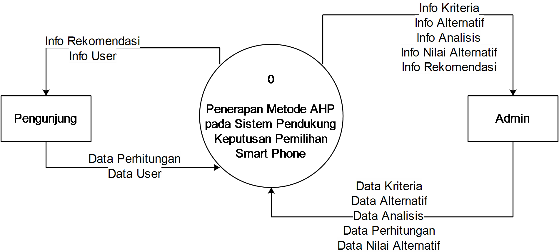 Info Kriteria
Info Alternatif
Info Analisis
Info Nilai Alternatif
Info Rekomendasi
Info Rekomendasi
Info User
0
Penerapan Metode AHP
pada Sistem Pendukung
Keputusan Pemilihan
Smart Phone
Pengunjung
Admin
Data Perhitungan
Data User
Data Kriteria
Data Alternatif
Data Analisis
Data Perhitungan
Data Nilai Alternatif